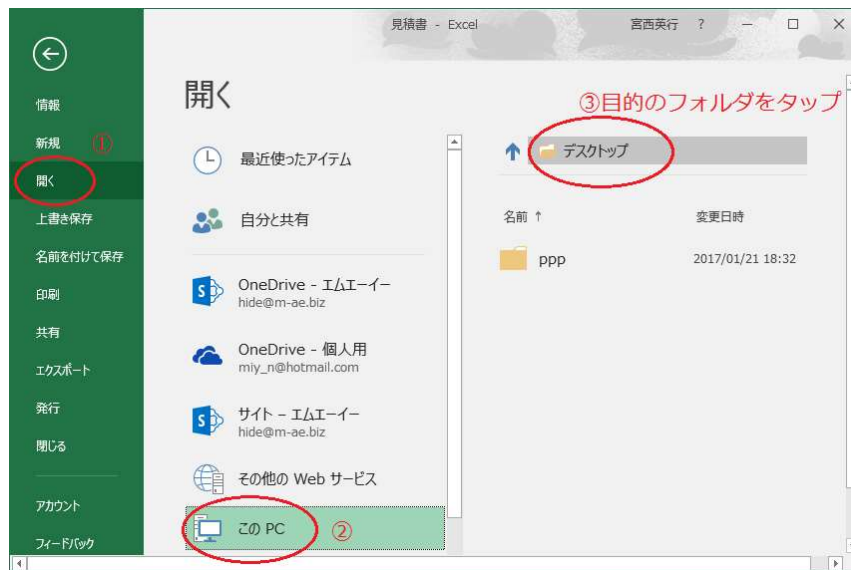 見積書 - Excel
宮西英行 ?
情報
新規 ①
開く
上書き保存
名前を付けて保存
印刷
共有
エクスポート
発行
閉じる
アカウント
フィードバック
開く
最近使ったアイテム
自分と共有
OneDrive - エムエーイー
hide@m-ae.biz
OneDrive - 個人用
miy_n@hotmail.com
サイト - エムエーイー
hide@m-ae.biz
その他の Web サービス
この PC ②
③目的のフォルダをタップ
デスクトップ
名前 ↑ 変更日時
ppp 2017/01/21 18:32